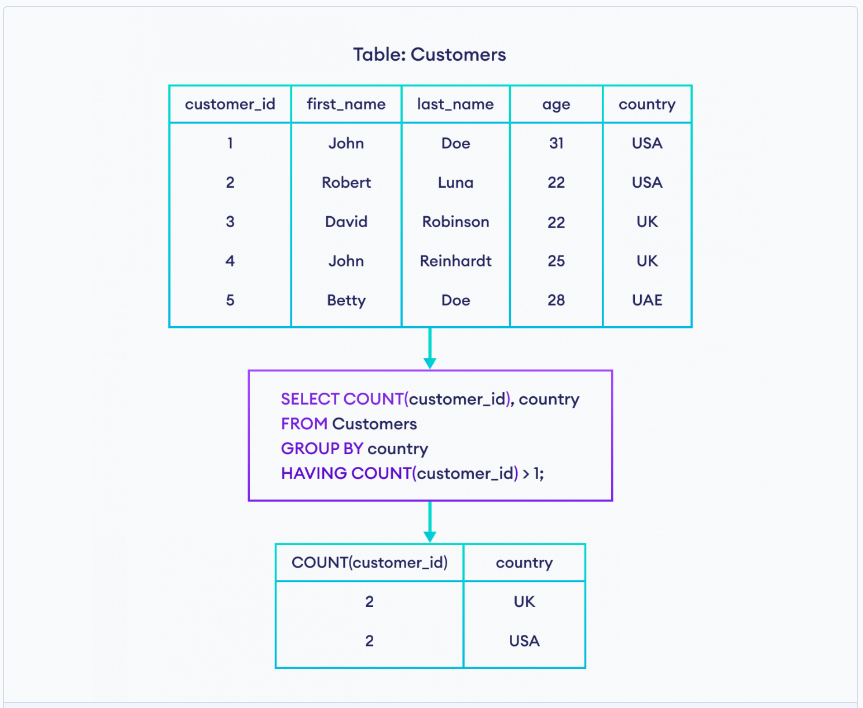 Table: Customers
customer_id first_name last_name age country
1 John Doe 31 USA
2 Robert Luna 22 USA
3 David Robinson 22 UK
4 John Reinhardt 25 UK
5 Betty Doe 28 UAE
SELECT COUNT(customer_id), country
FROM Customers
GROUP BY country
HAVING COUNT(customer_id) > 1;
COUNT(customer_id) country
2 UK
2 USA